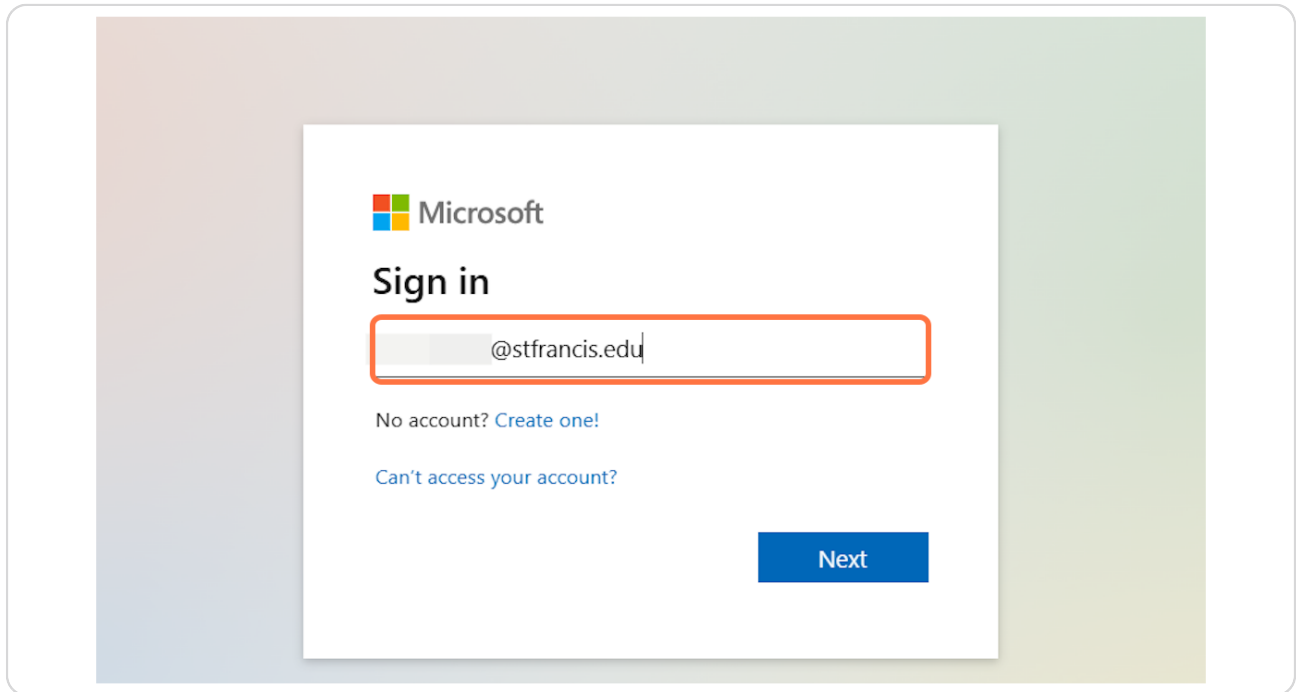 Microsoft
Sign in
@stfrancis.edu
No account? Create one!
Can't access your account?
Next